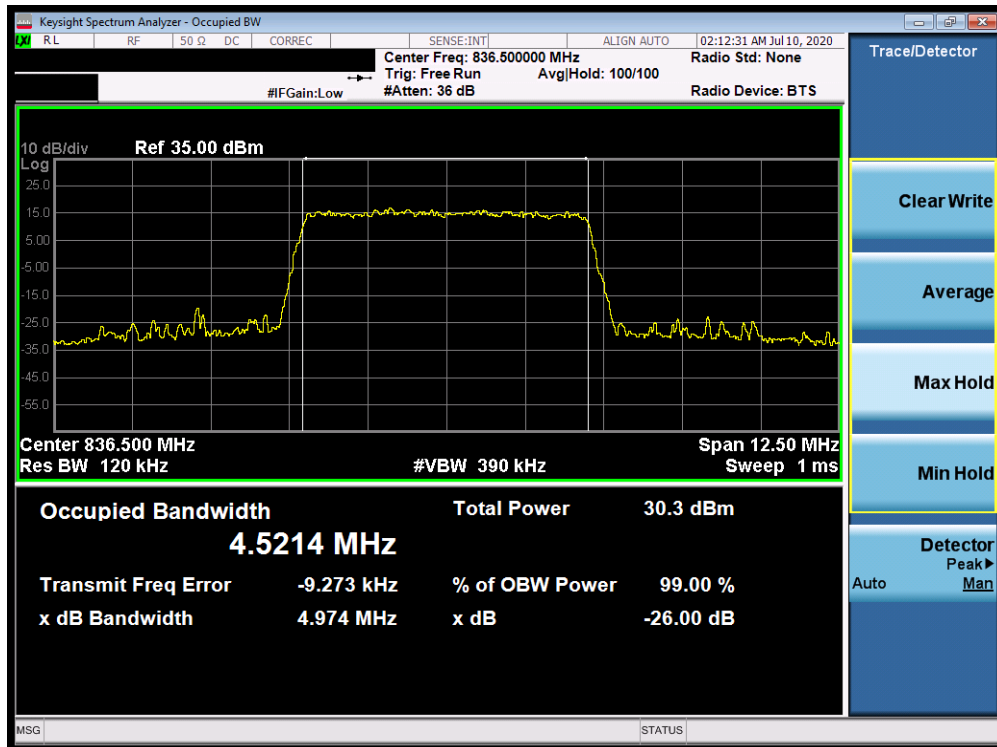 Keysight Spectrum Analyzer - Occupied BW
LXI RL RF 50 Ω DC CORREC SENSE:INT ALIGN AUTO 02:12:31 AM Jul 10, 2020
Center Freq: 836.500000 MHz Radio Std: None
Trig: Free Run Avg|Hold: 100/100
#IFGain:Low #Atten: 36 dB Radio Device: BTS
10 dB/div Ref 35.00 dBm
Log
25.0
15.0
5.00
-5.00
-15.0
-25.0
-35.0
-45.0
-55.0
Center 836.500 MHz Span 12.50 MHz
Res BW 120 kHz #VBW 390 kHz Sweep 1 ms
Occupied Bandwidth Total Power 30.3 dBm
4.5214 MHz
Transmit Freq Error -9.273 kHz % of OBW Power 99.00 %
x dB Bandwidth 4.974 MHz x dB -26.00 dB
MSG STATUS
Trace/Detector
Clear Write
Average
Max Hold
Min Hold
Detector
Peak▶
Auto Man